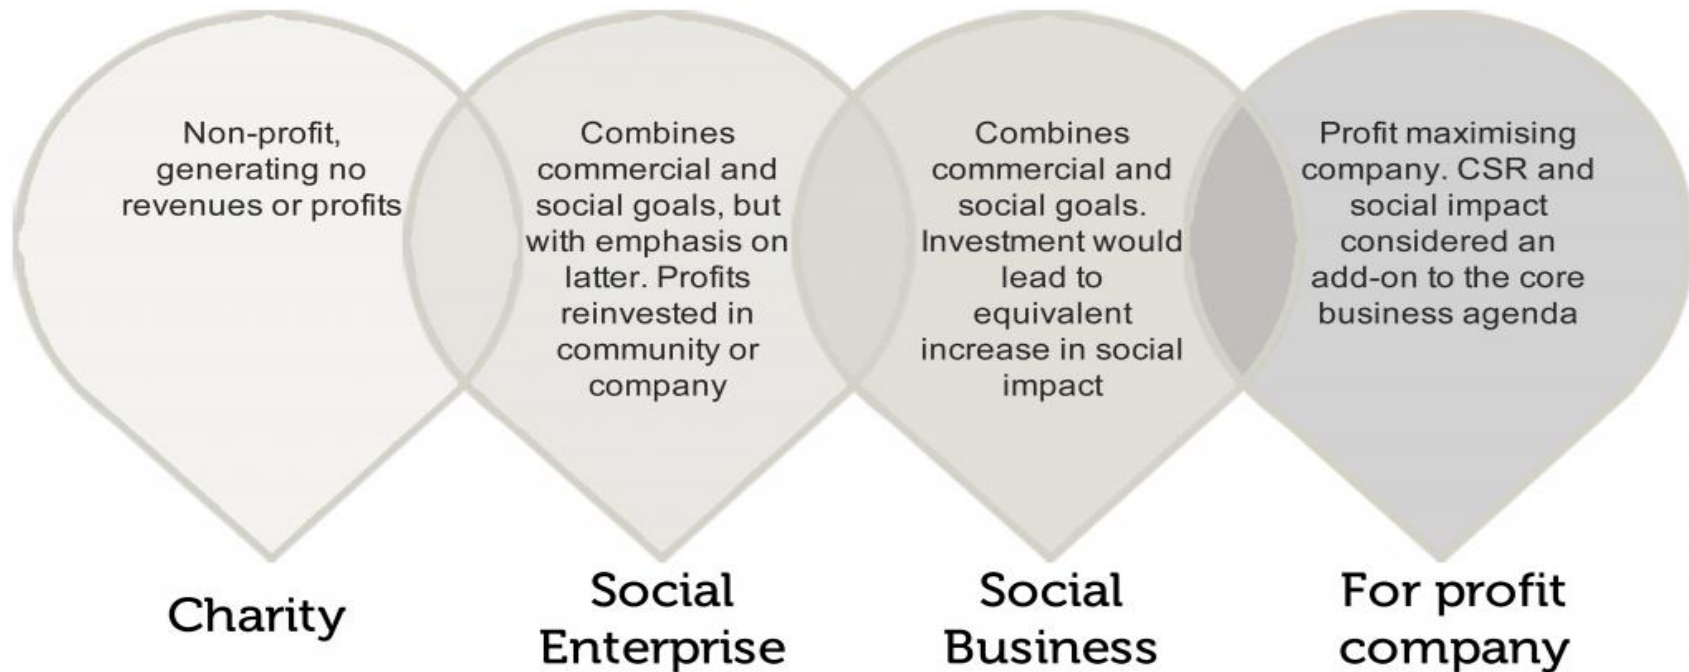 Non-profit,
generating no
revenues or profits
Combines
commercial and
social goals, but
with emphasis on
latter. Profits
reinvested in
community or
company
Combines
commercial and
social goals.
Investment would
lead to
equivalent
increase in social
impact
Profit maximising
company. CSR and
social impact
considered an
add-on to the core
business agenda
Charity
Social
Enterprise
Social
Business
For profit
company